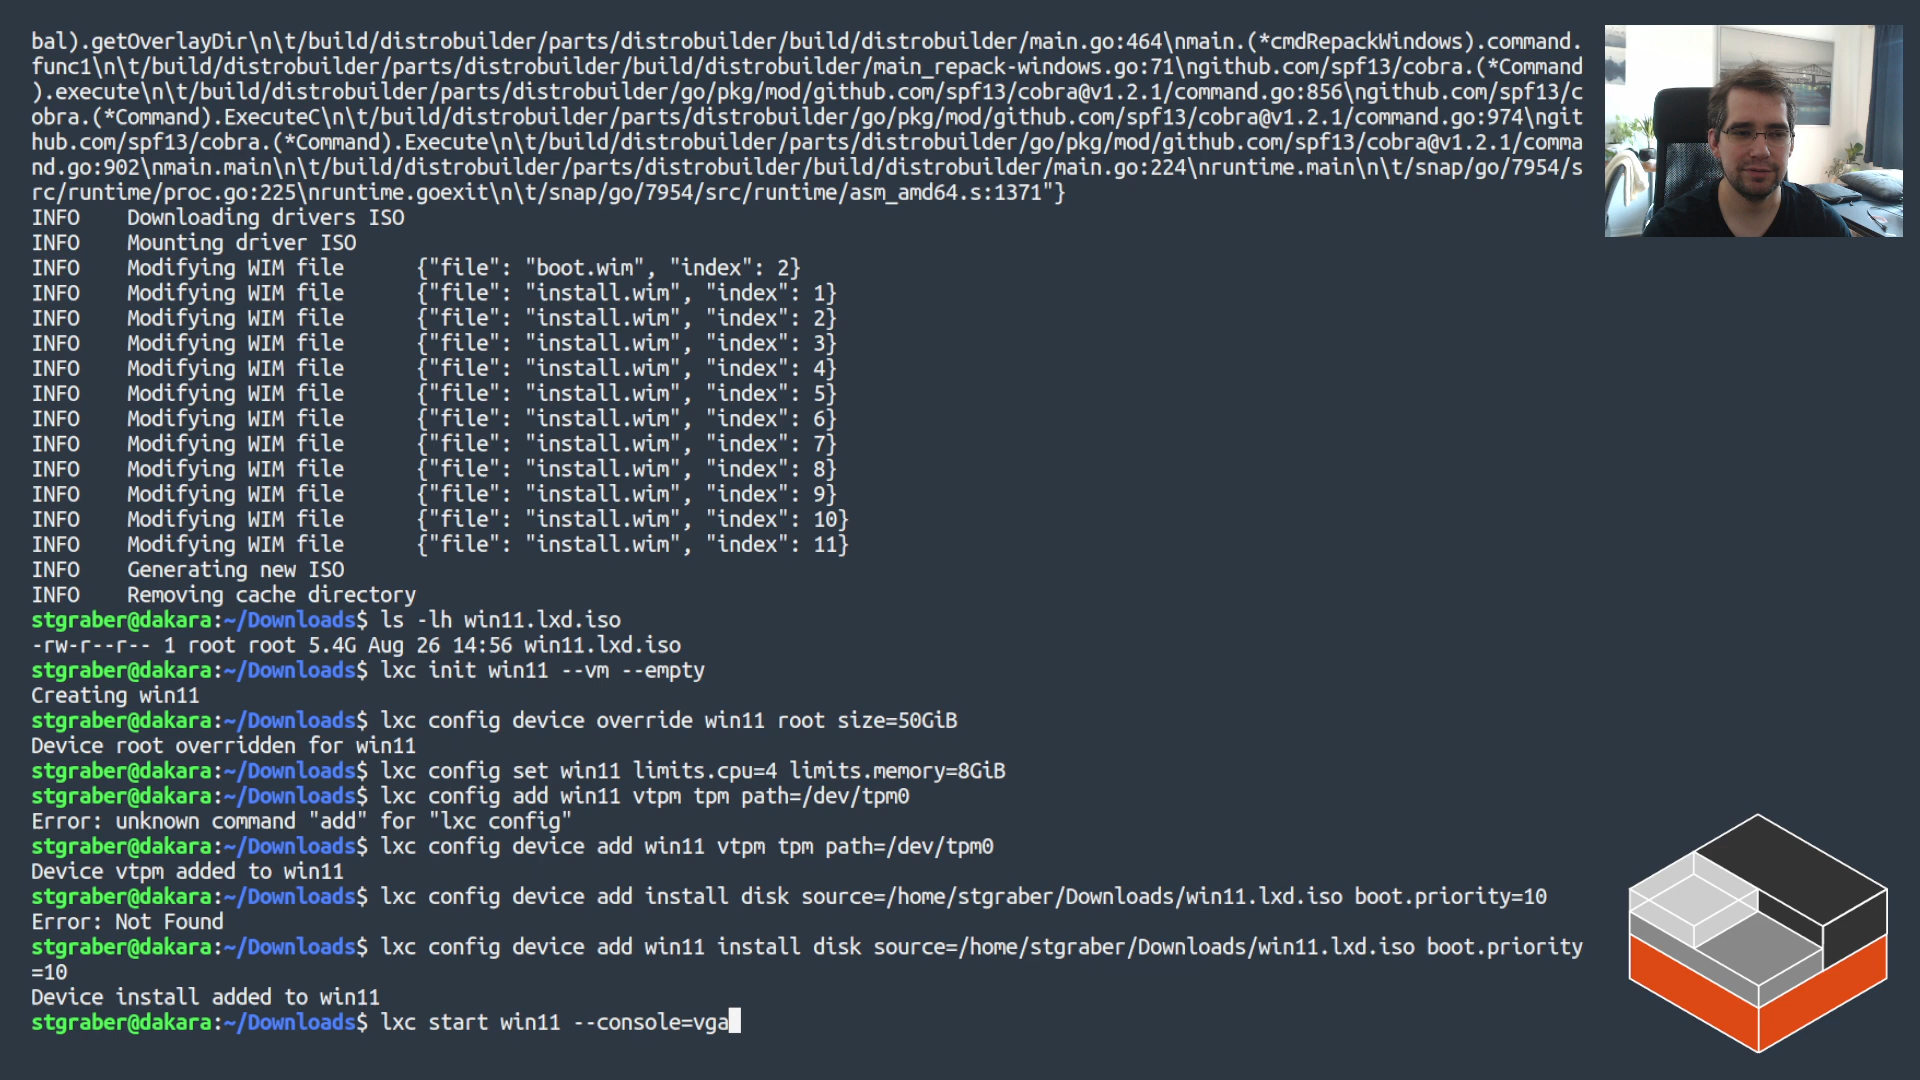 bal).getOverlayDir\n\t/build/distrobuilder/parts/distrobuilder/build/distrobuilder/main.go:464\nmain.(*cmdRepackWindows).command.
func1\n\t/build/distrobuilder/parts/distrobuilder/build/distrobuilder/main_repack-windows.go:71\ngithub.com/spf13/cobra.(*Command
).execute\n\t/build/distrobuilder/parts/distrobuilder/go/pkg/mod/github.com/spf13/cobra@v1.2.1/command.go:856\ngithub.com/spf13/c
obra.(*Command).ExecuteC\n\t/build/distrobuilder/parts/distrobuilder/go/pkg/mod/github.com/spf13/cobra@v1.2.1/command.go:974\ngit
hub.com/spf13/cobra.(*Command).Execute\n\t/build/distrobuilder/parts/distrobuilder/go/pkg/mod/github.com/spf13/cobra@v1.2.1/comma
nd.go:902\nmain.main\n\t/build/distrobuilder/parts/distrobuilder/build/distrobuilder/main.go:224\nruntime.main\n\t/snap/go/7954/s
rc/runtime/proc.go:225\nruntime.goexit\n\t/snap/go/7954/src/runtime/asm_amd64.s:1371"}
INFO    Downloading drivers ISO
INFO    Mounting driver ISO
INFO    Modifying WIM file      {"file": "boot.wim", "index": 2}
INFO    Modifying WIM file      {"file": "install.wim", "index": 1}
INFO    Modifying WIM file      {"file": "install.wim", "index": 2}
INFO    Modifying WIM file      {"file": "install.wim", "index": 3}
INFO    Modifying WIM file      {"file": "install.wim", "index": 4}
INFO    Modifying WIM file      {"file": "install.wim", "index": 5}
INFO    Modifying WIM file      {"file": "install.wim", "index": 6}
INFO    Modifying WIM file      {"file": "install.wim", "index": 7}
INFO    Modifying WIM file      {"file": "install.wim", "index": 8}
INFO    Modifying WIM file      {"file": "install.wim", "index": 9}
INFO    Modifying WIM file      {"file": "install.wim", "index": 10}
INFO    Modifying WIM file      {"file": "install.wim", "index": 11}
INFO    Generating new ISO
INFO    Removing cache directory
stgraber@dakara:~/Downloads$ ls -lh win11.lxd.iso
-rw-r--r-- 1 root root 5.4G Aug 26 14:56 win11.lxd.iso
stgraber@dakara:~/Downloads$ lxc init win11 --vm --empty
Creating win11
stgraber@dakara:~/Downloads$ lxc config device override win11 root size=50GiB
Device root overridden for win11
stgraber@dakara:~/Downloads$ lxc config set win11 limits.cpu=4 limits.memory=8GiB
stgraber@dakara:~/Downloads$ lxc config add win11 vtpm tpm path=/dev/tpm0
Error: unknown command "add" for "lxc config"
stgraber@dakara:~/Downloads$ lxc config device add win11 vtpm tpm path=/dev/tpm0
Device vtpm added to win11
stgraber@dakara:~/Downloads$ lxc config device add install disk source=/home/stgraber/Downloads/win11.lxd.iso boot.priority=10
Error: Not Found
stgraber@dakara:~/Downloads$ lxc config device add win11 install disk source=/home/stgraber/Downloads/win11.lxd.iso boot.priority
=10
Device install added to win11
stgraber@dakara:~/Downloads$ lxc start win11 --console=vga